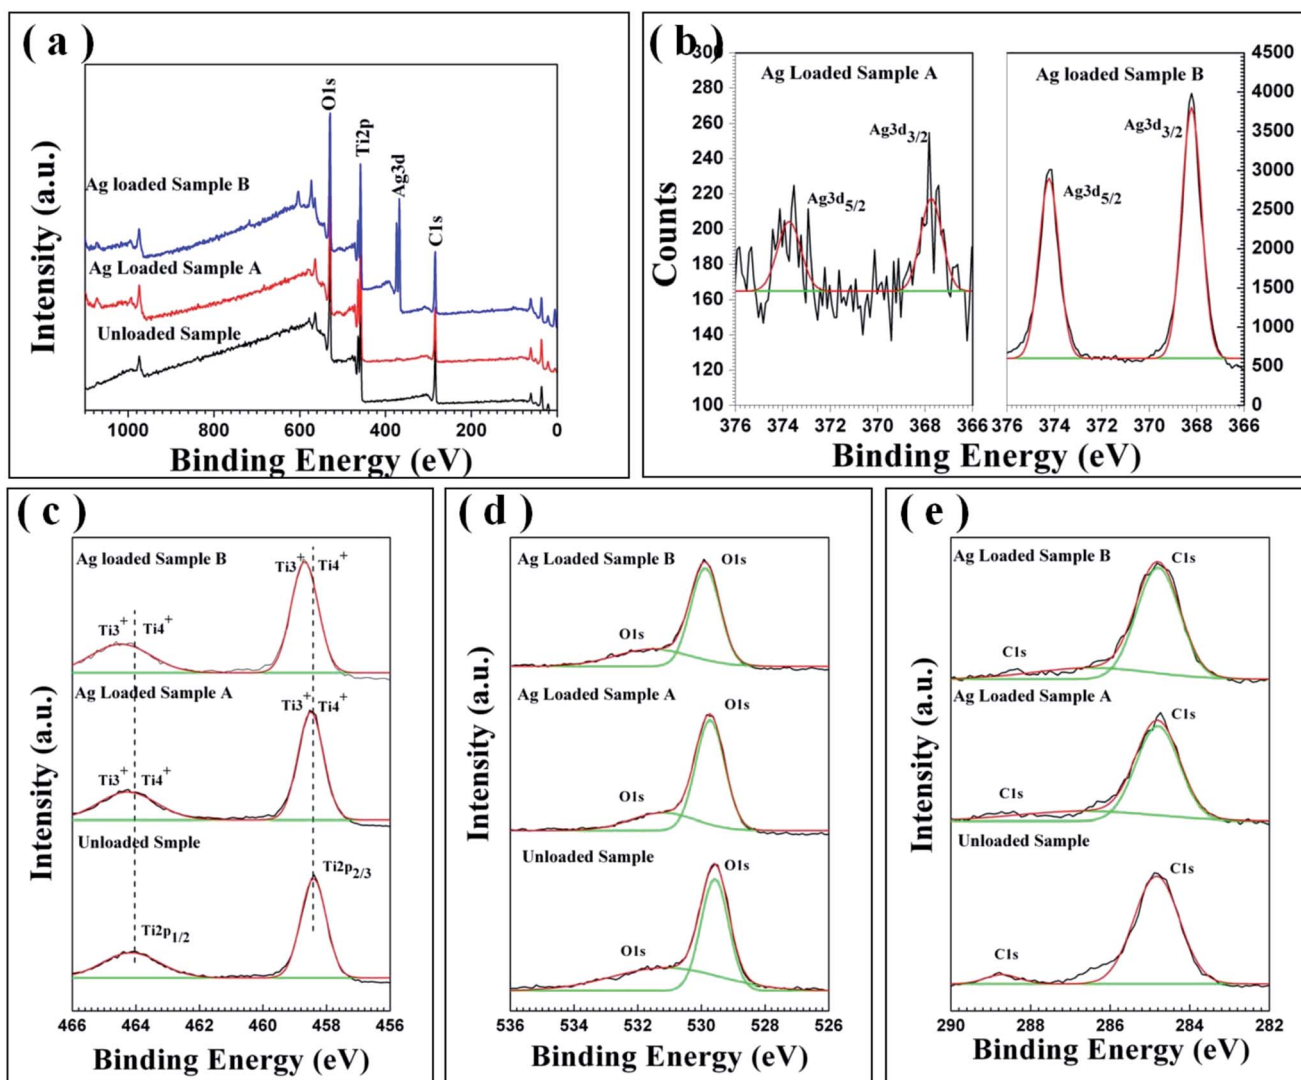 ( a )
O1s
Ti2p
Ag3d
C1s
Ag loaded Sample B
Ag Loaded Sample A
Unloaded Sample
Intensity (a.u.)
1000 800 600 400 200 0
Binding Energy (eV)
( b )
300
280
260
240
220
200
180
160
140
120
100
Counts
Ag Loaded Sample A
Ag3d3/2
Ag3d5/2
376 374 372 370 368 366
Ag loaded Sample B
Ag3d3/2
Ag3d5/2
4500
4000
3500
3000
2500
2000
1500
1000
500
0
376 374 372 370 368 366
Binding Energy (eV)
( c )
Ag loaded Sample B
Ti3+ Ti4+
Ti3+ Ti4+
Ag Loaded Sample A
Ti3+ Ti4+
Ti3+ Ti4+
Unloaded Smple
Ti2p2/3
Ti2p1/2
Intensity (a.u.)
466 464 462 460 458 456
Binding Energy (eV)
( d )
Ag Loaded Sample B
O1s
O1s
Ag Loaded Sample A
O1s
O1s
Unloaded Sample
O1s
O1s
Intensity (a.u.)
536 534 532 530 528 526
Binding Energy (eV)
( e )
Ag Loaded Sample B
C1s
C1s
Ag Loaded Sample A
C1s
C1s
Unloaded Sample
C1s
C1s
Intensity (a.u.)
290 288 286 284 282
Binding Energy (eV)